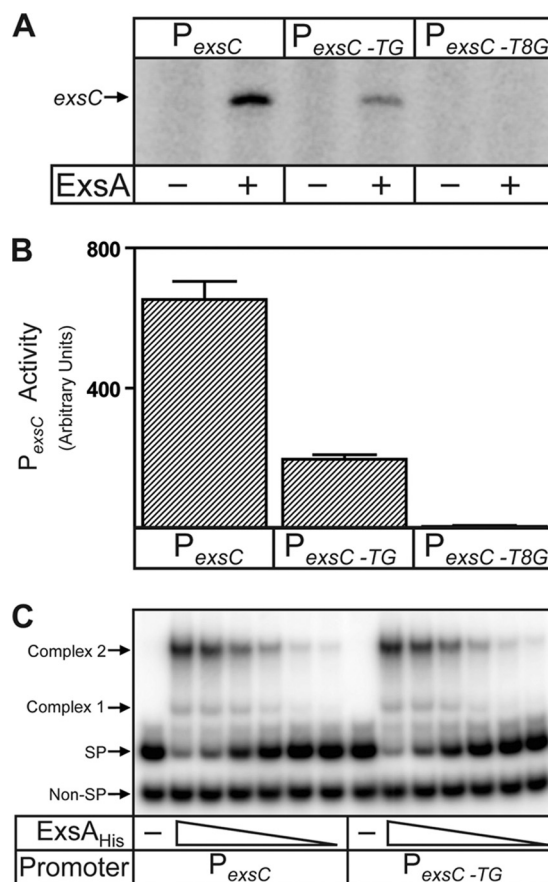 A
PexsC PexsC -TG PexsC -T8G
exsC
ExsA − + − + − +
B
800
400
PexsC Activity
(Arbitrary Units)
PexsC PexsC -TG PexsC -T8G
C
Complex 2
Complex 1
SP
Non-SP
ExsAHis − −
Promoter PexsC PexsC -TG